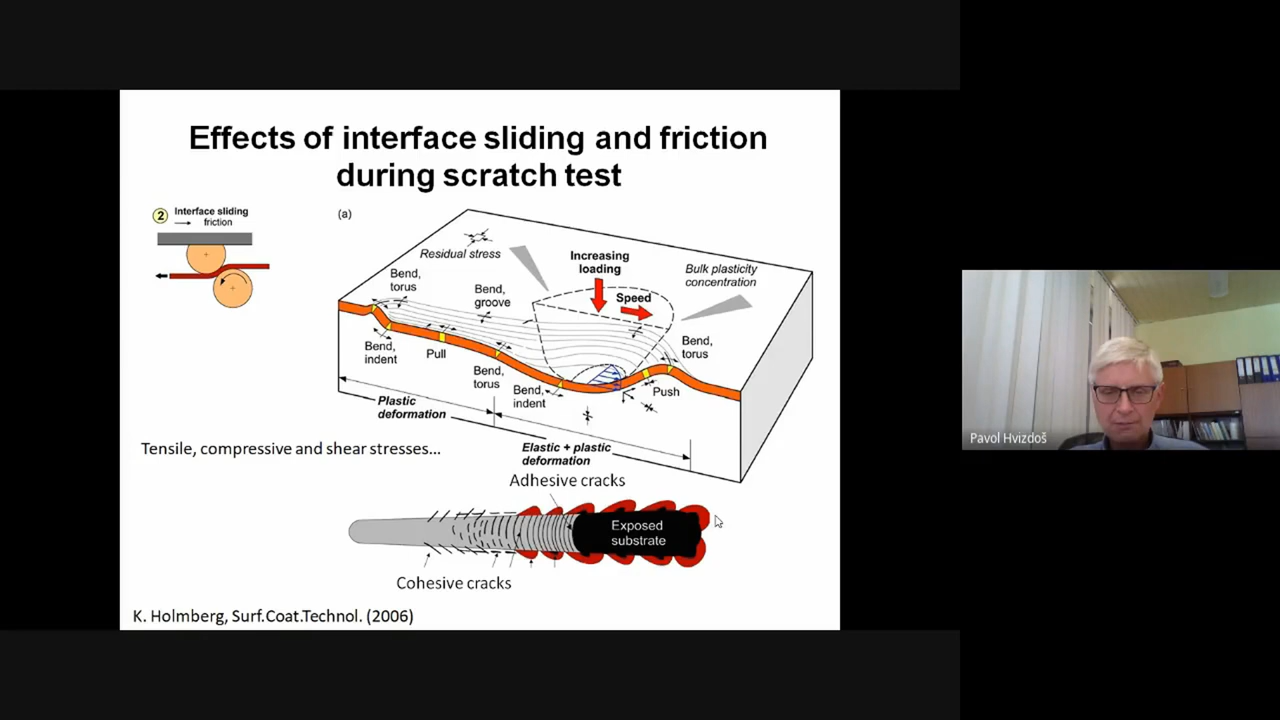 Effects of interface sliding and friction
during scratch test
2 Interface sliding
friction
(a)
Residual stress
Increasing
loading
Bulk plasticity
concentration
Bend,
torus
Bend,
groove
Speed
Bend,
indent
Pull
Bend,
torus
Bend,
torus
Bend,
indent
Push
Plastic
deformation
Elastic + plastic
deformation
Tensile, compressive and shear stresses...
Adhesive cracks
Exposed
substrate
Cohesive cracks
K. Holmberg, Surf.Coat.Technol. (2006)
Pavol Hvizdoš